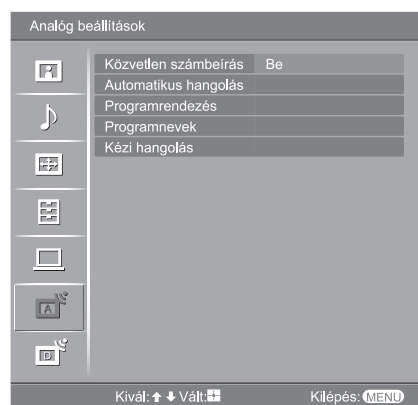 Analóg beállítások
Közvetlen számbeírás Be
Automatikus hangolás
Programrendezés
Programnevek
Kézi hangolás
A
D
Kivál: Vált: Kilépés: MENU